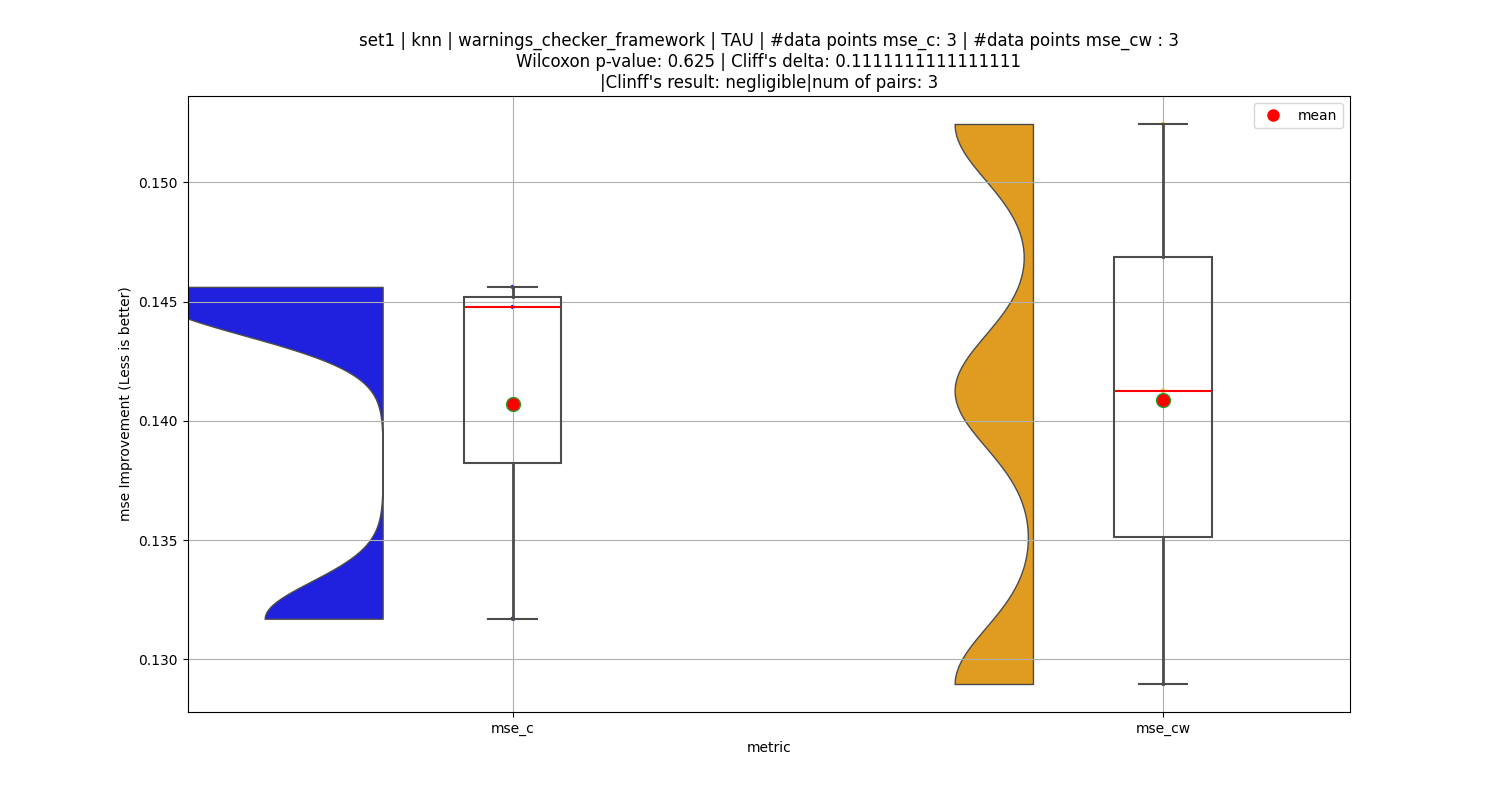 set1 | knn | warnings_checker_framework | TAU | #data points mse_c: 3 | #data points mse_cw : 3
Wilcoxon p-value: 0.625 | Cliff's delta: 0.1111111111111111
|Clinff's result: negligible|num of pairs: 3
mean
mse Improvement (Less is better)
0.150
0.145
0.140
0.135
0.130
mse_c
mse_cw
metric